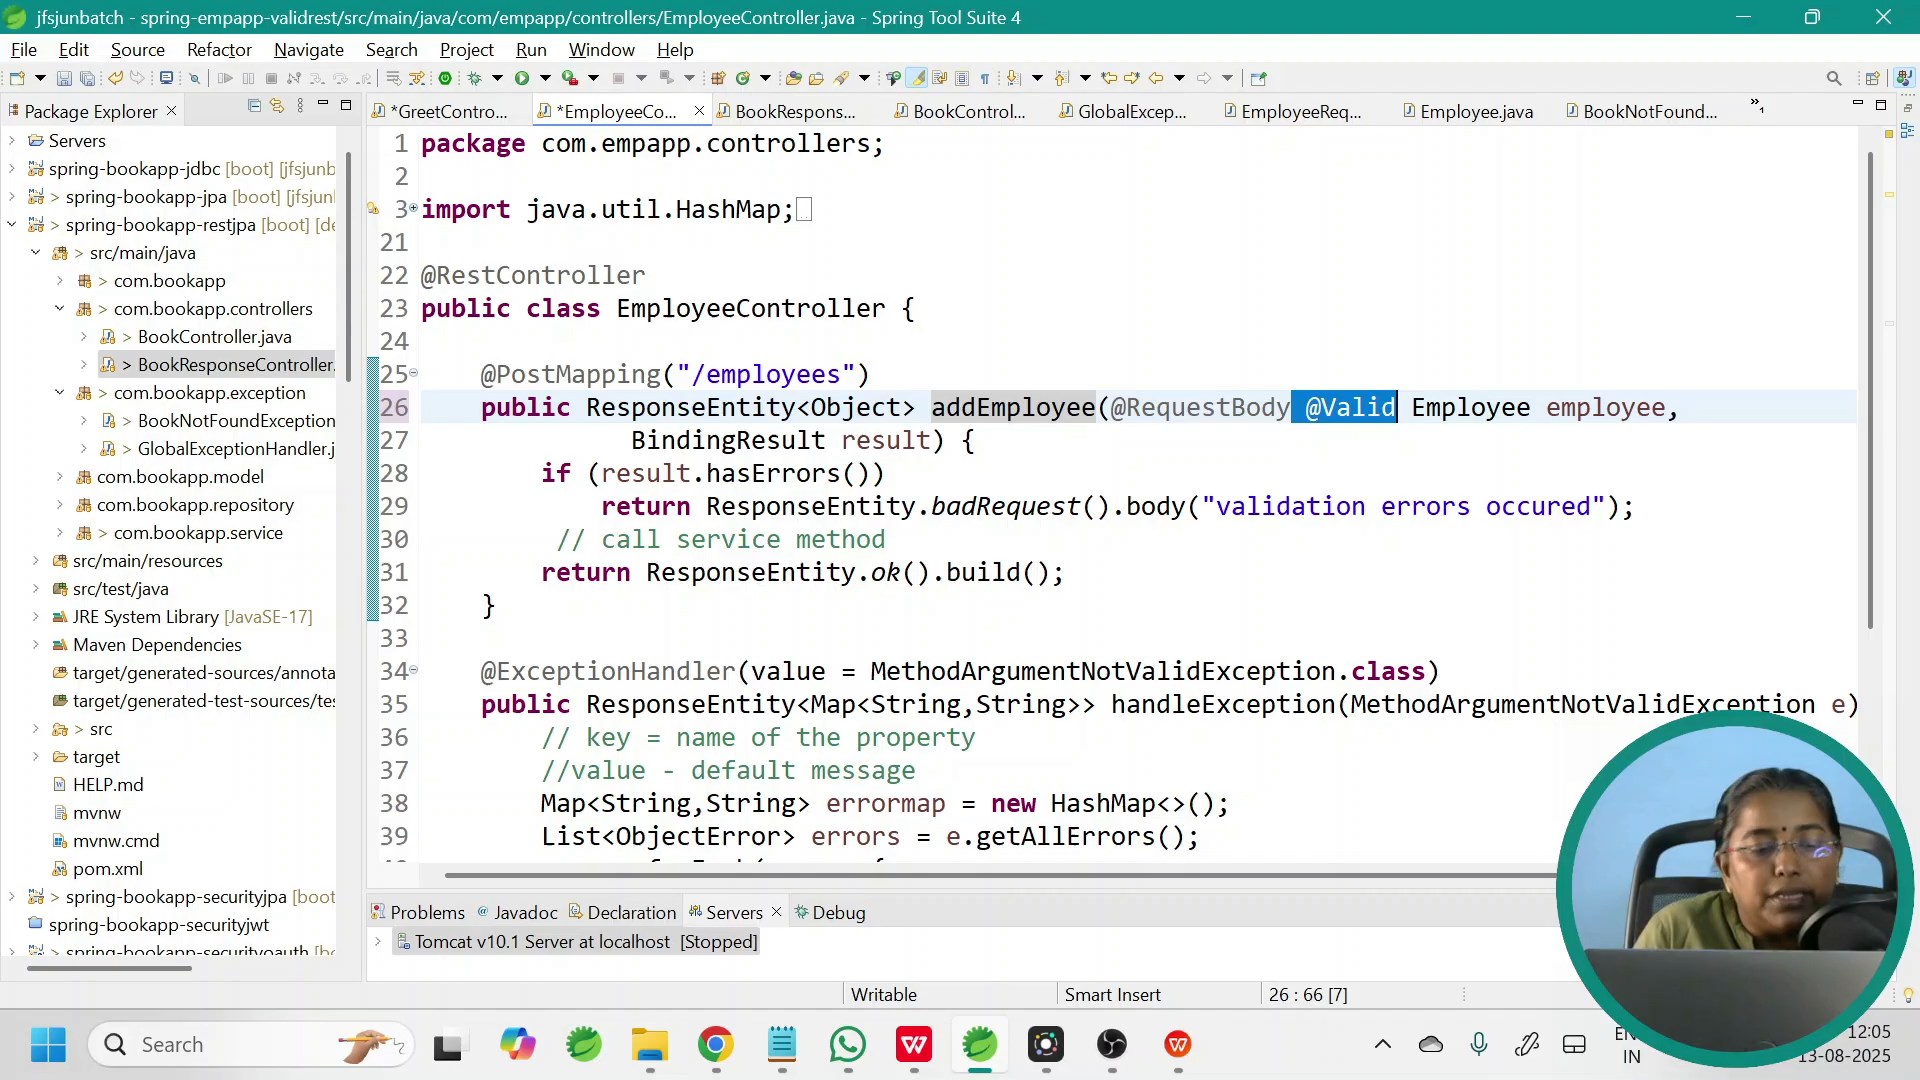 jfsjunbatch - spring-empapp-validrest/src/main/java/com/empapp/controllers/EmployeeController.java - Spring Tool Suite 4
File Edit Source Refactor Navigate Search Project Run Window Help
Package Explorer
*GreetContro... *EmployeeCo... BookRespons... BookControl... GlobalExcep... EmployeeReq... Employee.java BookNotFound... »1
Servers
spring-bookapp-jdbc [boot] [jfsjunb
> spring-bookapp-jpa [boot] [jfsjunl
> spring-bookapp-restjpa [boot] [de
> src/main/java
> com.bookapp
> com.bookapp.controllers
> BookController.java
> BookResponseController.
> com.bookapp.exception
> BookNotFoundException
> GlobalExceptionHandler.j
com.bookapp.model
com.bookapp.repository
> com.bookapp.service
src/main/resources
src/test/java
JRE System Library [JavaSE-17]
Maven Dependencies
target/generated-sources/annota
target/generated-test-sources/tes
> src
target
HELP.md
mvnw
mvnw.cmd
pom.xml
> spring-bookapp-securityjpa [boot
spring-bookapp-securityjwt
> spring-bookapp-securityoauth [bo
1 package com.empapp.controllers;
2
3 import java.util.HashMap;
21
22 @RestController
23 public class EmployeeController {
24
25 @PostMapping("/employees")
26 public ResponseEntity<Object> addEmployee(@RequestBody @Valid Employee employee,
27 BindingResult result) {
28 if (result.hasErrors())
29 return ResponseEntity.badRequest().body("validation errors occured");
30 // call service method
31 return ResponseEntity.ok().build();
32 }
33
34 @ExceptionHandler(value = MethodArgumentNotValidException.class)
35 public ResponseEntity<Map<String,String>> handleException(MethodArgumentNotValidException e)
36 // key = name of the property
37 //value - default message
38 Map<String,String> errormap = new HashMap<>();
39 List<ObjectError> errors = e.getAllErrors();
Problems Javadoc Declaration Servers Debug
Tomcat v10.1 Server at localhost [Stopped]
Writable Smart Insert 26 : 66 [7]
Search
IN
12:05
13-08-2025